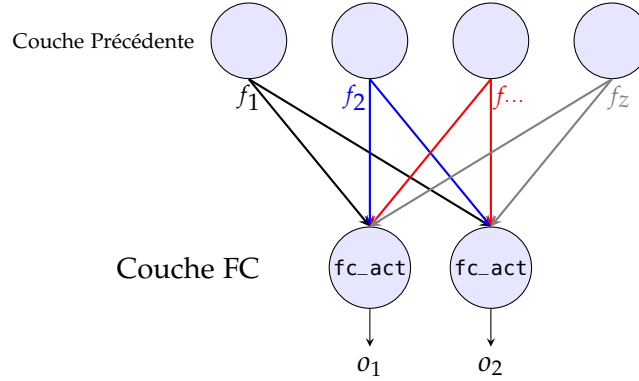 Couche Précédente
f1 f2 f... fz
Couche FC fc_act fc_act
o1 o2